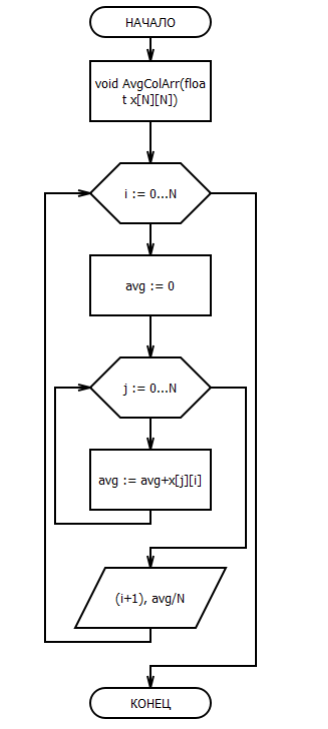 НАЧАЛО
void AvgColArr(floa
t x[N][N])
i := 0...N
avg := 0
j := 0...N
avg := avg+x[j][i]
(i+1), avg/N
КОНЕЦ